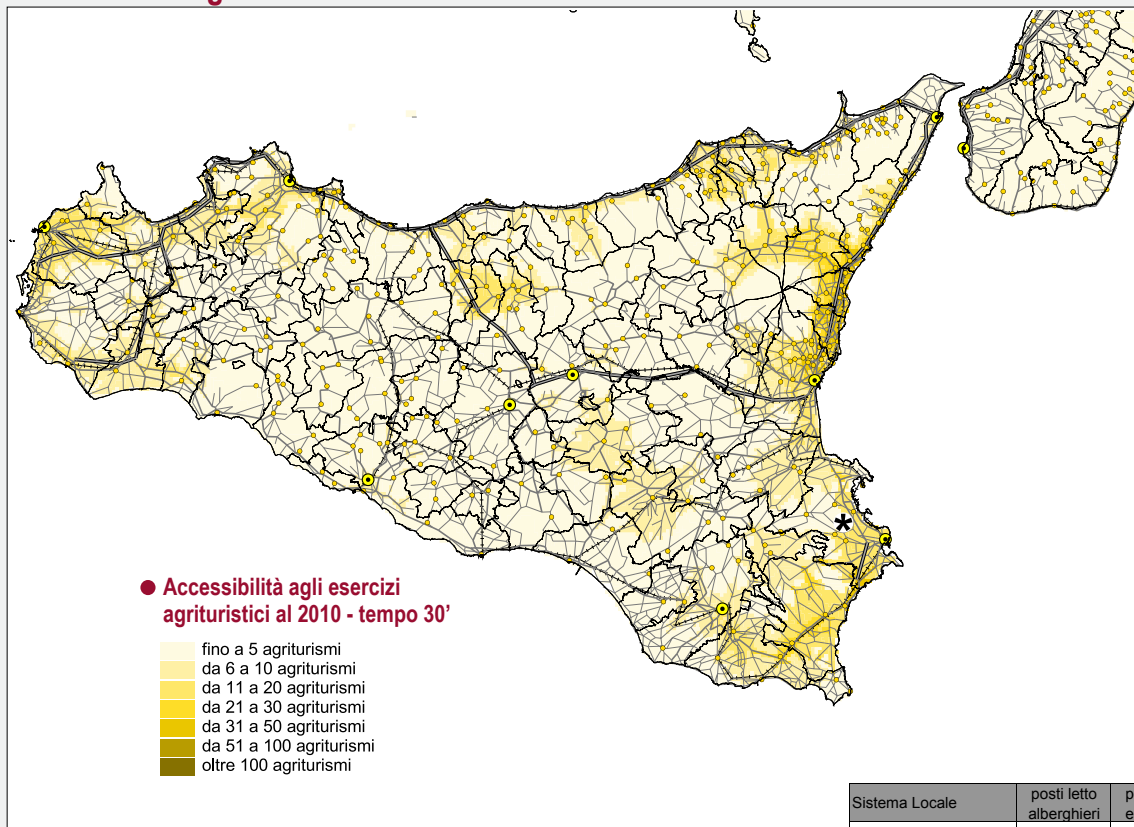 ● Accessibilità agli esercizi
agrituristici al 2010 - tempo 30’
fino a 5 agriturismi
da 6 a 10 agriturismi
da 11 a 20 agriturismi
da 21 a 30 agriturismi
da 31 a 50 agriturismi
da 51 a 100 agriturismi
oltre 100 agriturismi
*
Sistema Locale
posti letto
alberghieri